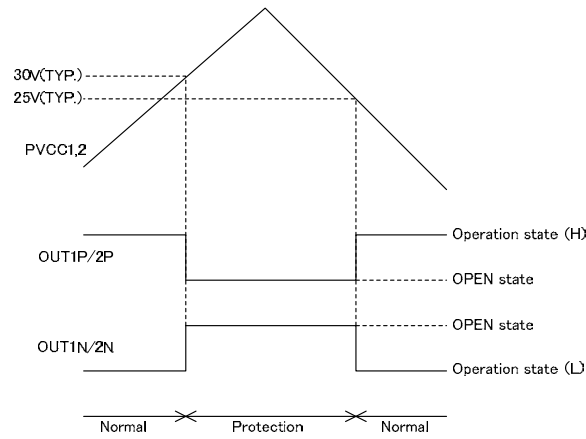 30V(TYP.)
25V(TYP.)
PVCC1,2
OUT1P/2P
Operation state (H)
OPEN state
OPEN state
OUT1N/2N
Operation state (L)
Normal
Protection
Normal